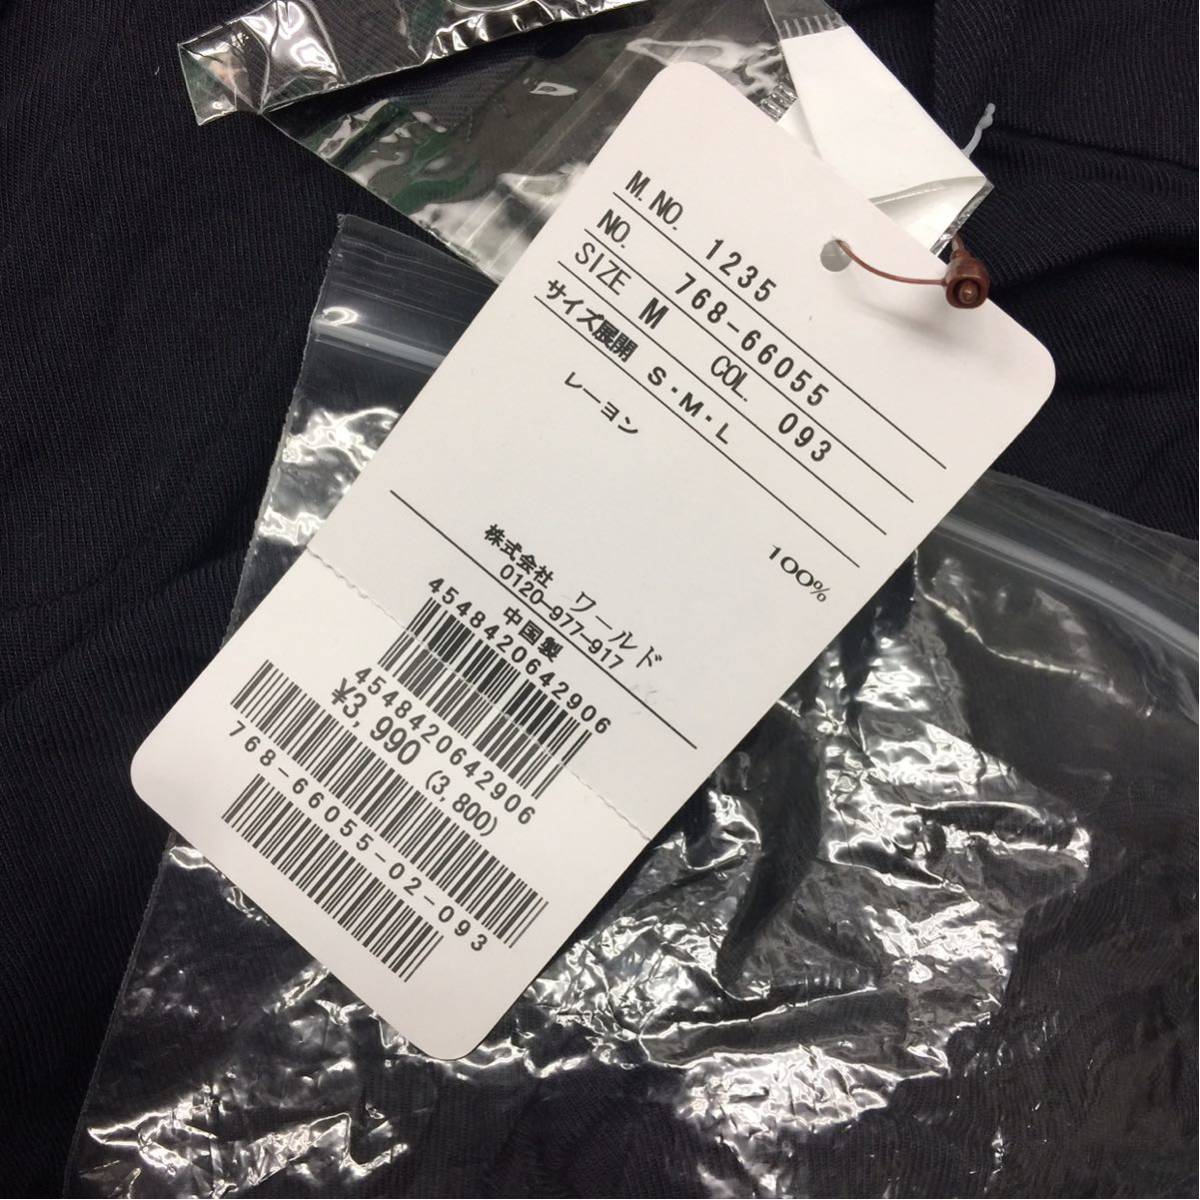 M.NO. 1235
NO. 768-66055
SIZE M COL. 093
サイズ展開 S・M・L
レーヨン 100%
株式会社 ワールド
0120-977-917
中国製
4548420642906
4548420642906
¥3,990 (3,800)
768-66055-02-093